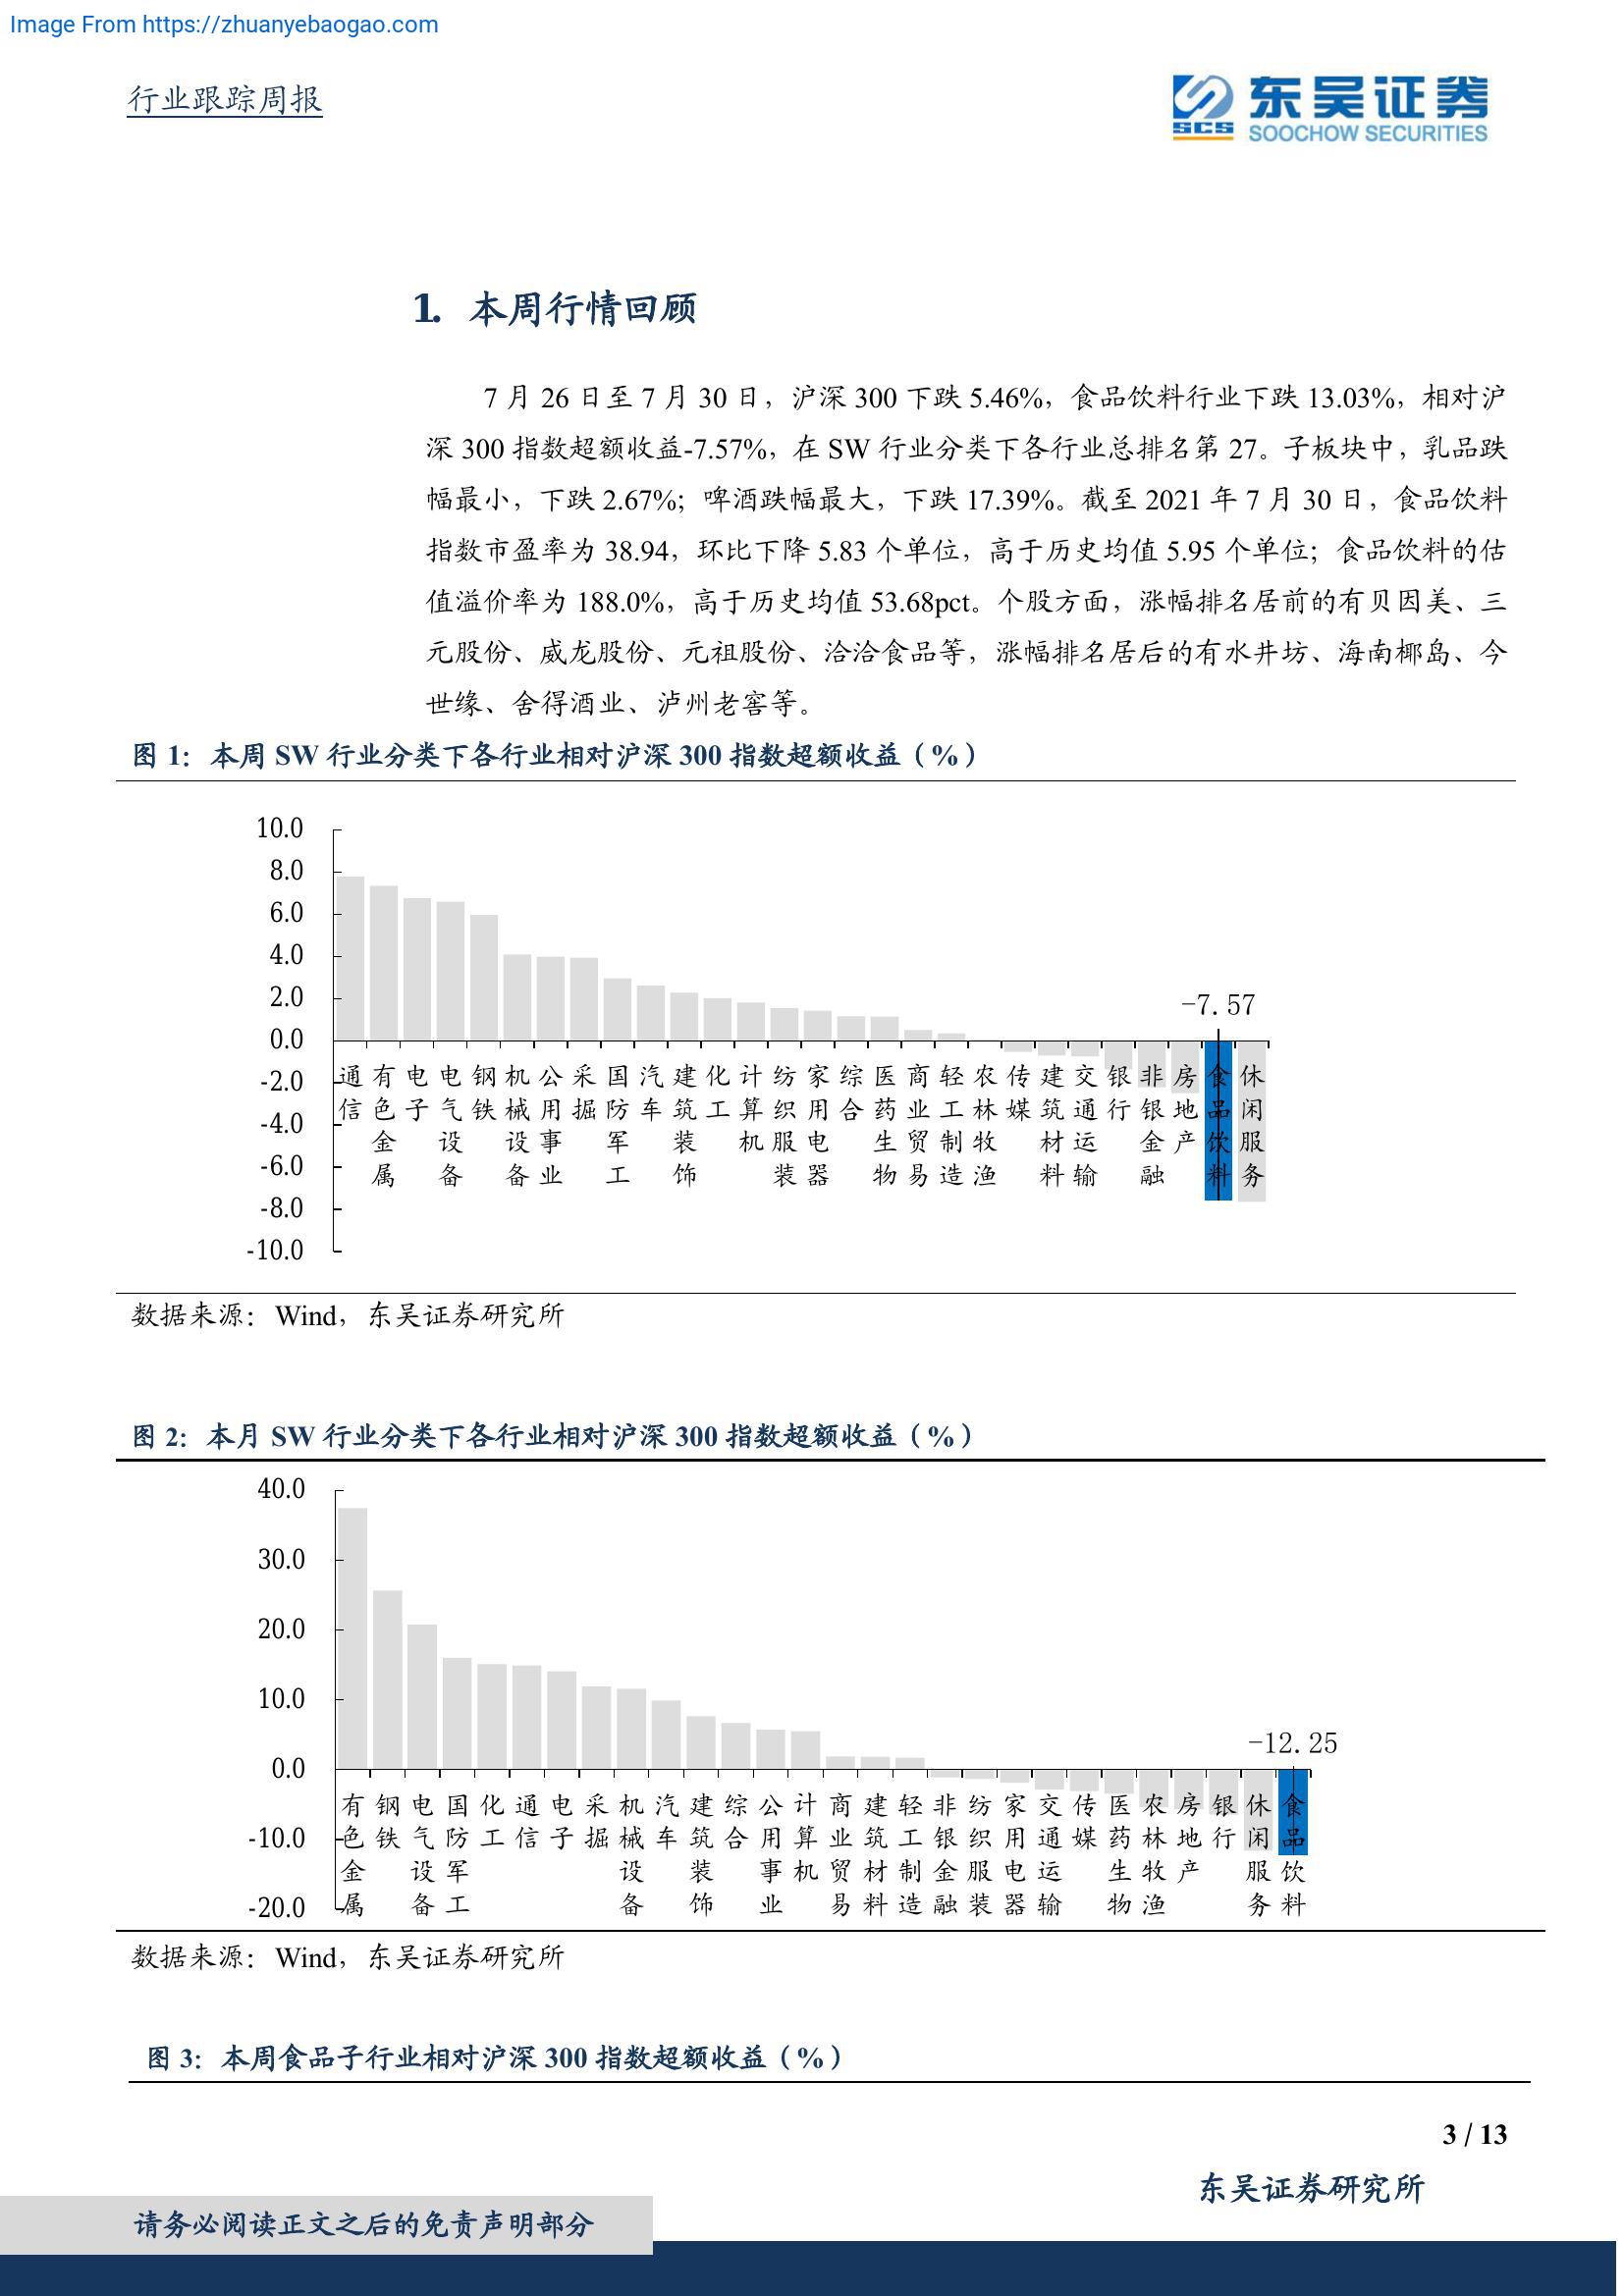 Image From https://zhuanyebaogao.com
行业跟踪周报
东吴证券
SCS
SOOCHOW SECURITIES
1. 本周行情回顾
7 月 26 日至 7 月 30 日，沪深 300 下跌 5.46%，食品饮料行业下跌 13.03%，相对沪
深 300 指数超额收益-7.57%，在 SW 行业分类下各行业总排名第 27。子板块中，乳品跌
幅最小，下跌 2.67%；啤酒跌幅最大，下跌 17.39%。截至 2021 年 7 月 30 日，食品饮料
指数市盈率为 38.94，环比下降 5.83 个单位，高于历史均值 5.95 个单位；食品饮料的估
值溢价率为 188.0%，高于历史均值 53.68pct。个股方面，涨幅排名居前的有贝因美、三
元股份、威龙股份、元祖股份、洽洽食品等，涨幅排名居后的有水井坊、海南椰岛、今
世缘、舍得酒业、泸州老窖等。
图 1：本周 SW 行业分类下各行业相对沪深 300 指数超额收益（%）
10.0
8.0
6.0
4.0
2.0
0.0
-2.0
-4.0
-6.0
-8.0
-10.0
-7.57
通信
有色金属
电子
电气设备
钢铁
机械设备
公用事业
采掘
国防军工
汽车
建筑装饰
化工
计算机
纺织服装
家用电器
综合
医药生物
商业贸易
轻工制造
农林牧渔
传媒
建筑材料
交通运输
银行
非银金融
房地产
食品饮料
休闲服务
数据来源：Wind，东吴证券研究所
图 2：本月 SW 行业分类下各行业相对沪深 300 指数超额收益（%）
40.0
30.0
20.0
10.0
0.0
-10.0
-20.0
-12.25
有色金属
钢铁
电气设备
国防军工
化工
通信
电子
采掘
机械设备
汽车
建筑装饰
综合
公用事业
计算机
商业贸易
建筑材料
轻工制造
非银金融
纺织服装
家用电器
交通运输
传媒
医药生物
农林牧渔
房地产
银行
休闲服务
食品饮料
数据来源：Wind，东吴证券研究所
图 3：本周食品子行业相对沪深 300 指数超额收益（%）
3 / 13
东吴证券研究所
请务必阅读正文之后的免责声明部分